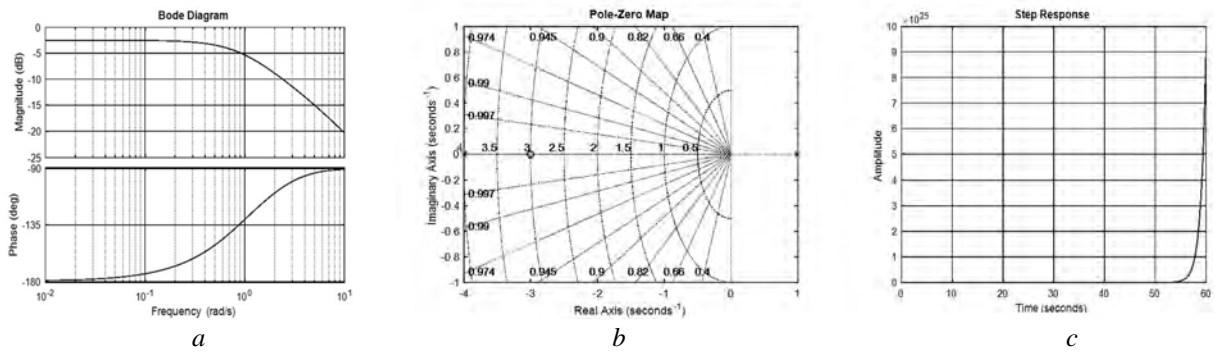 Bode Diagram
Magnitude (dB)
0
-5
-10
-15
-20
-25
Phase (deg)
-90
-135
-180
10-2
10-1
100
101
Frequency (rad/s)
a
Pole-Zero Map
Imaginary Axis (seconds-1)
1
0.8
0.6
0.4
0.2
0
-0.2
-0.4
-0.6
-0.8
-1
0.974 0.945 0.9 0.82 0.66 0.4
0.99
0.997
3.5 3 2.5 2 1.5 1 0.5
0.997
0.99
0.974 0.945 0.9 0.82 0.66 0.4
-4 -3 -2 -1 0 1
Real Axis (seconds-1)
b
Step Response
×1025
Amplitude
10
9
8
7
6
5
4
3
2
1
0
0 10 20 30 40 50 60
Time (seconds)
c